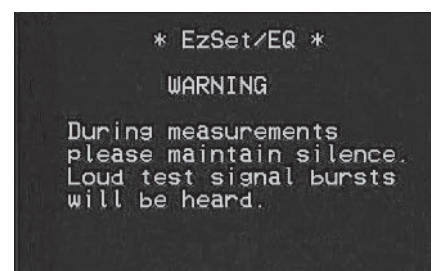 * EzSet/EQ *
WARNING
During measurements
please maintain silence.
Loud test signal bursts
will be heard.